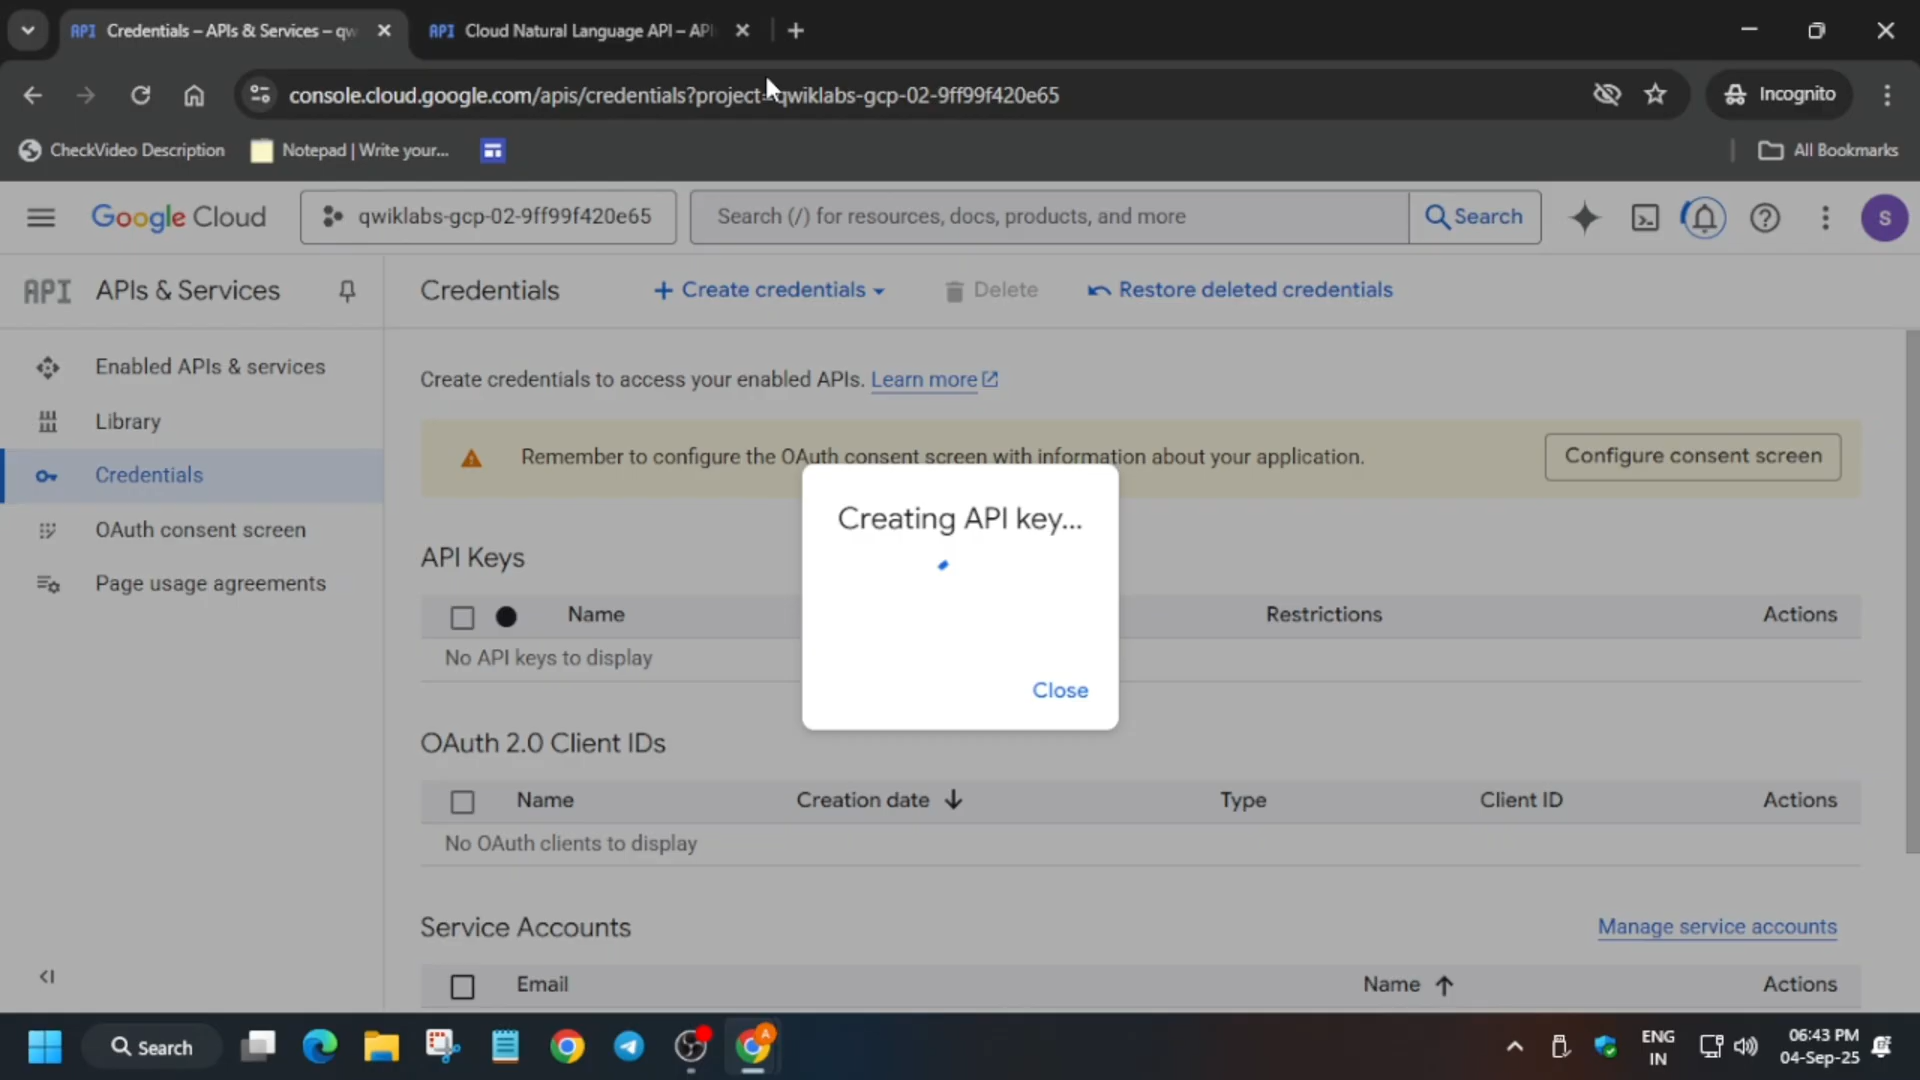 API Credentials – APIs & Services – qw
API Cloud Natural Language API – API
console.cloud.google.com/apis/credentials?project=qwiklabs-gcp-02-9ff99f420e65
Incognito
CheckVideo Description
Notepad | Write your...
All Bookmarks
Google Cloud
qwiklabs-gcp-02-9ff99f420e65
Search (/) for resources, docs, products, and more
Search
S
API APIs & Services
Credentials
+ Create credentials
Delete
Restore deleted credentials
Enabled APIs & services
Library
Credentials
OAuth consent screen
Page usage agreements
Create credentials to access your enabled APIs. Learn more
Remember to configure the OAuth consent screen with information about your application.
Configure consent screen
Creating API key...
Close
API Keys
Name
Restrictions
Actions
No API keys to display
OAuth 2.0 Client IDs
Name
Creation date
Type
Client ID
Actions
No OAuth clients to display
Service Accounts
Manage service accounts
Email
Name
Actions
Search
A
ENG
IN
06:43 PM
04-Sep-25